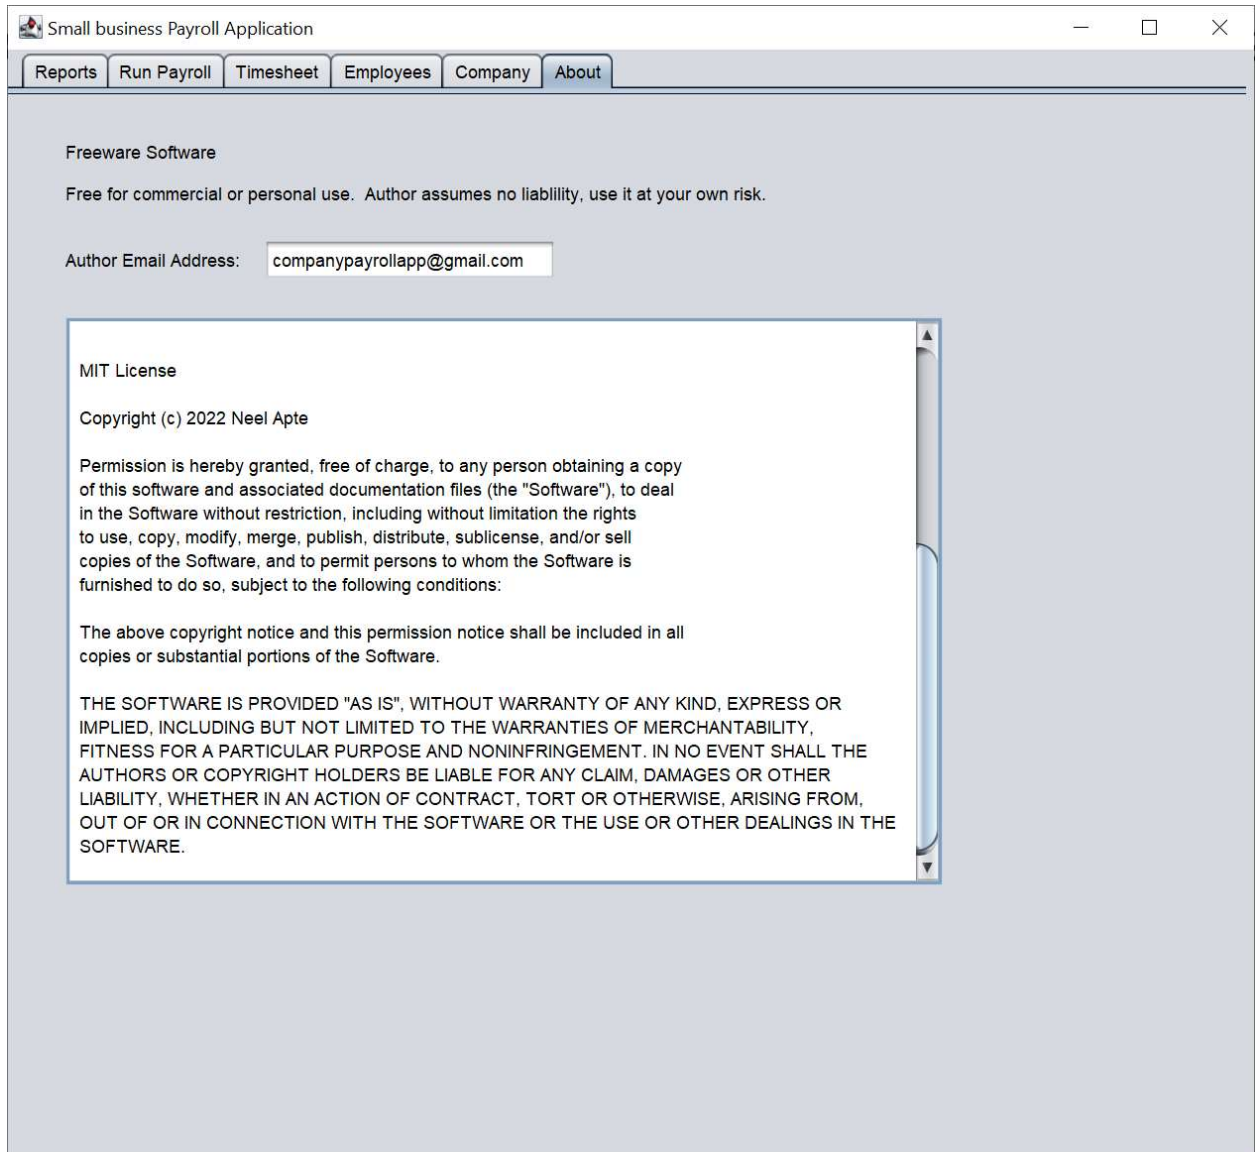 Small business Payroll Application
Reports Run Payroll Timesheet Employees Company About
Freeware Software
Free for commercial or personal use.  Author assumes no liablility, use it at your own risk.
Author Email Address: companypayrollapp@gmail.com
MIT License
Copyright (c) 2022 Neel Apte
Permission is hereby granted, free of charge, to any person obtaining a copy
of this software and associated documentation files (the "Software"), to deal
in the Software without restriction, including without limitation the rights
to use, copy, modify, merge, publish, distribute, sublicense, and/or sell
copies of the Software, and to permit persons to whom the Software is
furnished to do so, subject to the following conditions:
The above copyright notice and this permission notice shall be included in all
copies or substantial portions of the Software.
THE SOFTWARE IS PROVIDED "AS IS", WITHOUT WARRANTY OF ANY KIND, EXPRESS OR
IMPLIED, INCLUDING BUT NOT LIMITED TO THE WARRANTIES OF MERCHANTABILITY,
FITNESS FOR A PARTICULAR PURPOSE AND NONINFRINGEMENT. IN NO EVENT SHALL THE
AUTHORS OR COPYRIGHT HOLDERS BE LIABLE FOR ANY CLAIM, DAMAGES OR OTHER
LIABILITY, WHETHER IN AN ACTION OF CONTRACT, TORT OR OTHERWISE, ARISING FROM,
OUT OF OR IN CONNECTION WITH THE SOFTWARE OR THE USE OR OTHER DEALINGS IN THE
SOFTWARE.